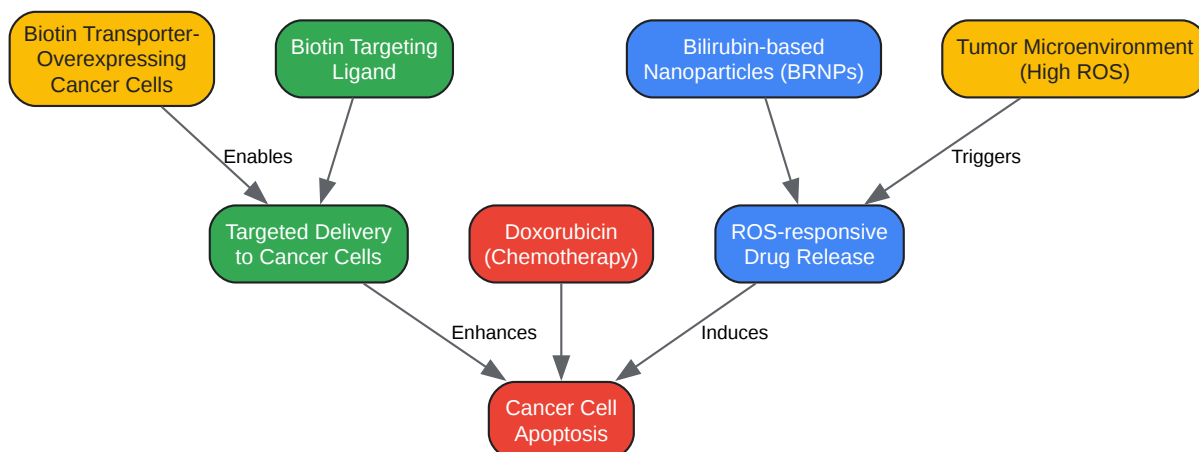 Biotin Transporter-
Overexpressing
Cancer Cells
Biotin Targeting
Ligand
Bilirubin-based
Nanoparticles (BRNPs)
Tumor Microenvironment
(High ROS)
Enables
Triggers
Targeted Delivery
to Cancer Cells
Doxorubicin
(Chemotherapy)
ROS-responsive
Drug Release
Enhances
Induces
Cancer Cell
Apoptosis